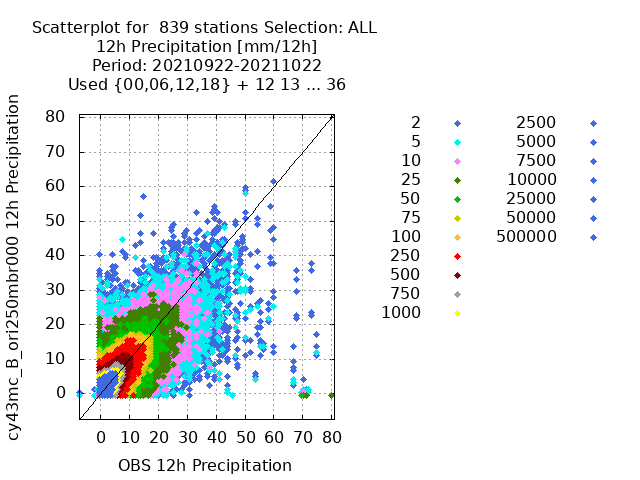 Scatterplot for  839 stations Selection: ALL
12h Precipitation [mm/12h]
Period: 20210922-20211022
Used {00,06,12,18} + 12 13 ... 36
cy43mc_B_ori250mbr000 12h Precipitation
80
70
60
50
40
30
20
10
0
0 10 20 30 40 50 60 70 80
OBS 12h Precipitation
2 2500
5 5000
10 7500
25 10000
50 25000
75 50000
100 500000
250
500
750
1000